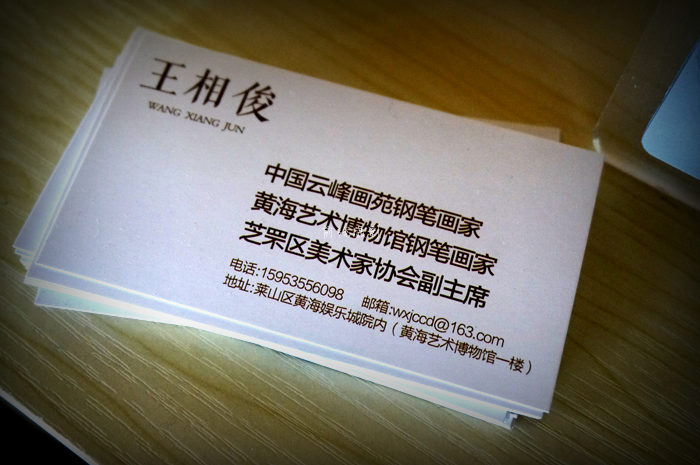 王相俊
WANG XIANG JUN
中国云峰画苑钢笔画家
黄海艺术博物馆钢笔画家
芝罘区美术家协会副主席
电话:15953556098 邮箱:wxjccd@163.com
地址:莱山区黄海娱乐城院内（黄海艺术博物馆一楼）